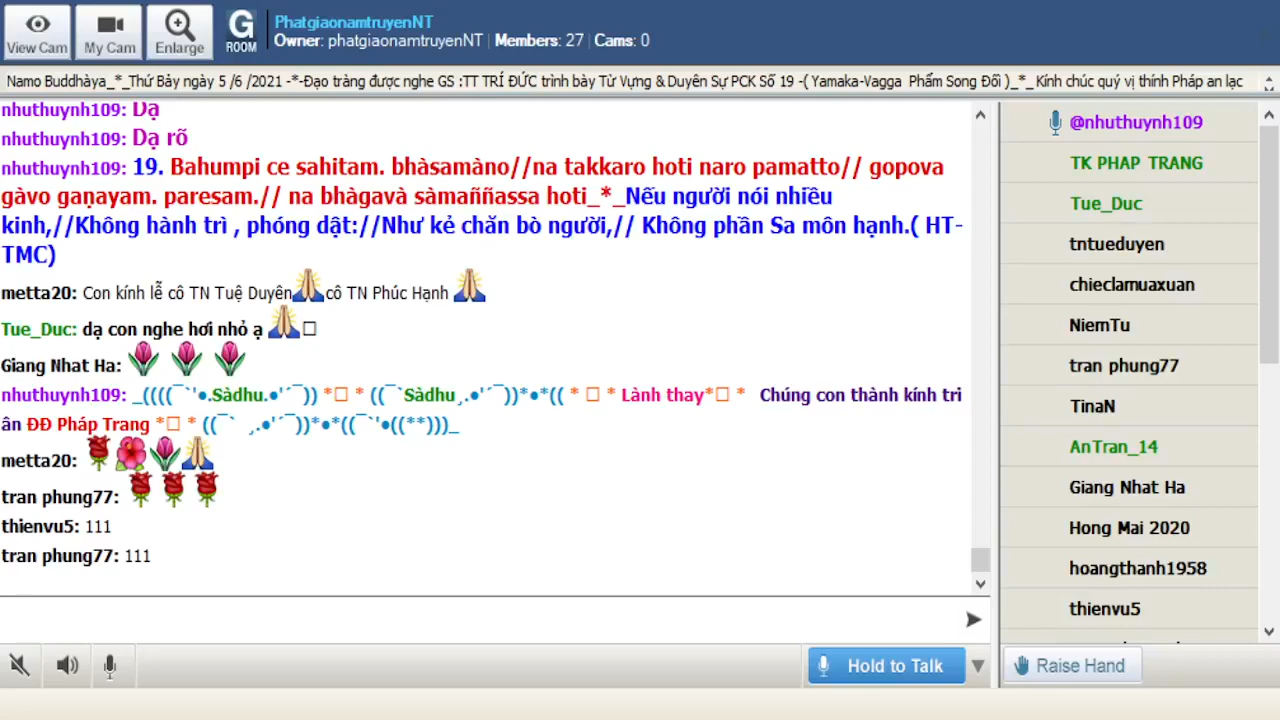 View Cam
My Cam
Enlarge
G
ROOM
PhatgiaonamtruyenNT
Owner: phatgiaonamtruyenNT | Members: 27 | Cams: 0
Namo Buddhàya_*_Thứ Bảy ngày 5 /6 /2021 -*-Đạo tràng được nghe GS :TT TRÍ ĐỨC trình bày Từ Vựng & Duyên Sự PCK Số 19 -( Yamaka-Vagga Phẩm Song Đối )_*_ Kính chúc quý vị thính Pháp an lạc
nhuthuynh109: Dạ
nhuthuynh109: Dạ rõ
nhuthuynh109: 19. Bahumpi ce sahitam. bhàsamàno//na takkaro hoti naro pamatto// gopova
gàvo gaṇayam. paresam.// na bhàgavà sàmaññassa hoti_*_Nếu người nói nhiều
kinh,//Không hành trì , phóng dật://Như kẻ chăn bò người,// Không phần Sa môn hạnh.( HT-
TMC)
metta20: Con kính lễ cô TN Tuệ Duyên🙏cô TN Phúc Hạnh 🙏
Tue_Duc: dạ con nghe hơi nhỏ ạ 🙏□
Giang Nhat Ha: 🌷 🌷 🌷
nhuthuynh109: _((((¯`'•.Sàdhu.•'´¯)) *□ * ((¯`Sàdhu¸.•'´¯))*•*(( * □ * Lành thay*□ * Chúng con thành kính tri
ân ĐĐ Pháp Trang *□ * ((¯` ¸.•'´¯))*•*((¯`'•((**)))_
metta20: 🌹🌺🌷🙏
tran phung77: 🌹🌹🌹
thienvu5: 111
tran phung77: 111
@nhuthuynh109
TK PHAP TRANG
Tue_Duc
tntueduyen
chieclamuaxuan
NiemTu
tran phung77
TinaN
AnTran_14
Giang Nhat Ha
Hong Mai 2020
hoangthanh1958
thienvu5
Hold to Talk
Raise Hand